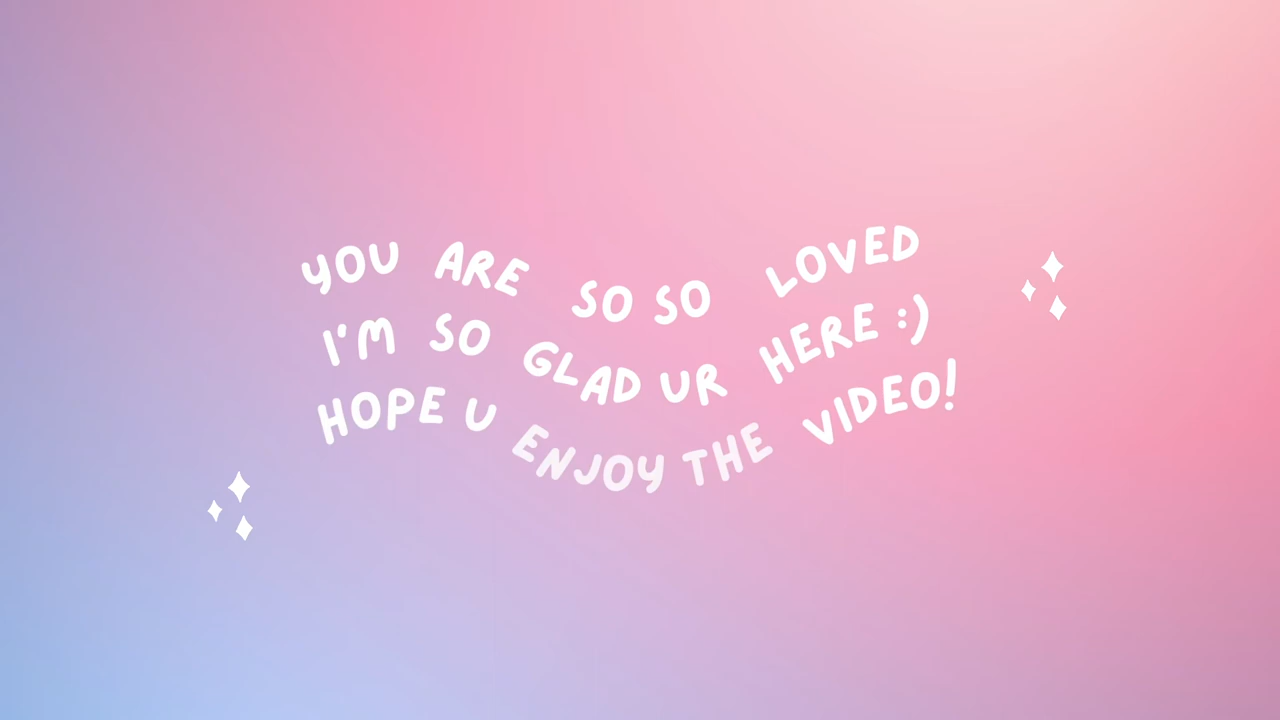 YOU ARE SO SO LOVED
I'M SO GLAD UR HERE :)
HOPE U ENJOY THE VIDEO!